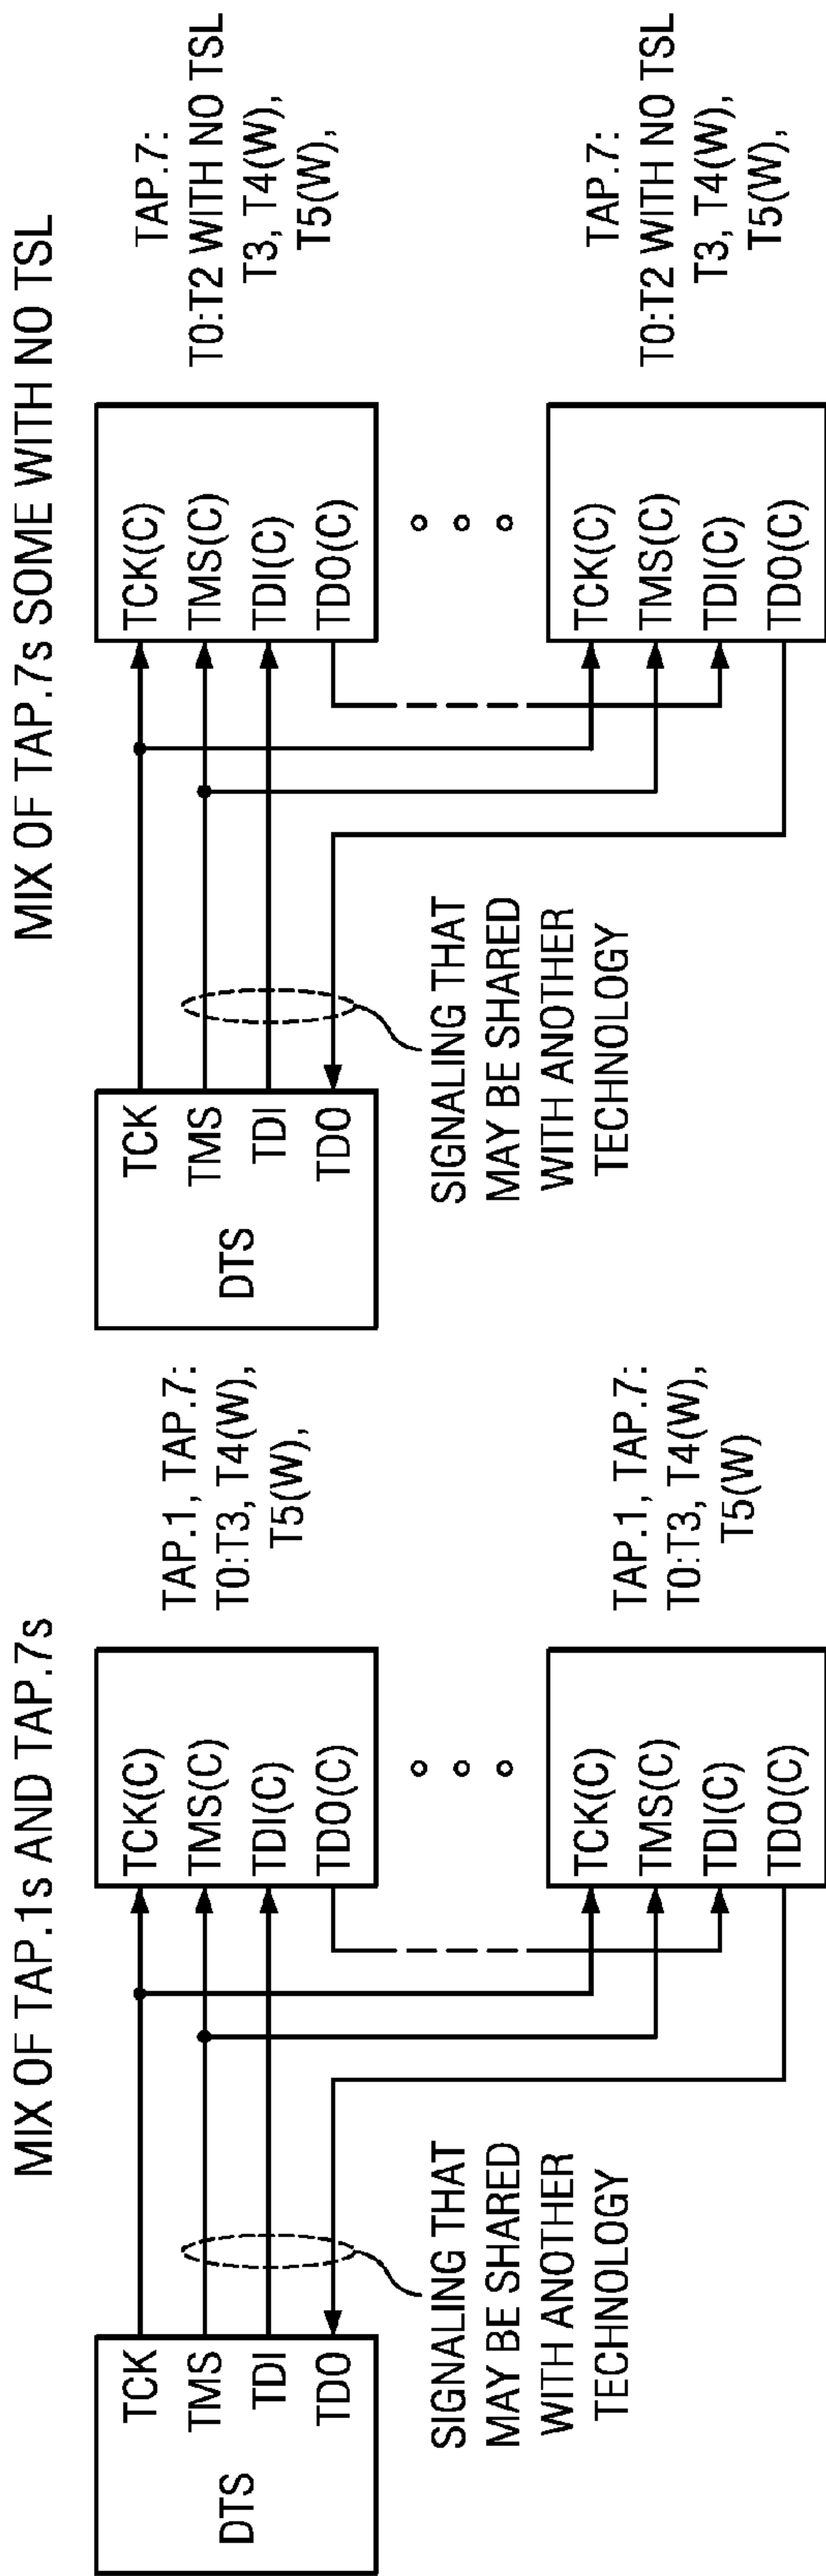 MIX OF TAP.1s AND TAP.7s
DTS
TCK
TMS
TDI
TDO
SIGNALING THAT
MAY BE SHARED
WITH ANOTHER
TECHNOLOGY
TCK(C)
TMS(C)
TDI(C)
TDO(C)
TAP.1, TAP.7:
T0:T3, T4(W),
T5(W),
TCK(C)
TMS(C)
TDI(C)
TDO(C)
TAP.1, TAP.7:
T0:T3, T4(W),
T5(W)
MIX OF TAP.7s SOME WITH NO TSL
DTS
TCK
TMS
TDI
TDO
SIGNALING THAT
MAY BE SHARED
WITH ANOTHER
TECHNOLOGY
TCK(C)
TMS(C)
TDI(C)
TDO(C)
TAP.7:
T0:T2 WITH NO TSL
T3, T4(W),
T5(W),
TCK(C)
TMS(C)
TDI(C)
TDO(C)
TAP.7:
T0:T2 WITH NO TSL
T3, T4(W),
T5(W),